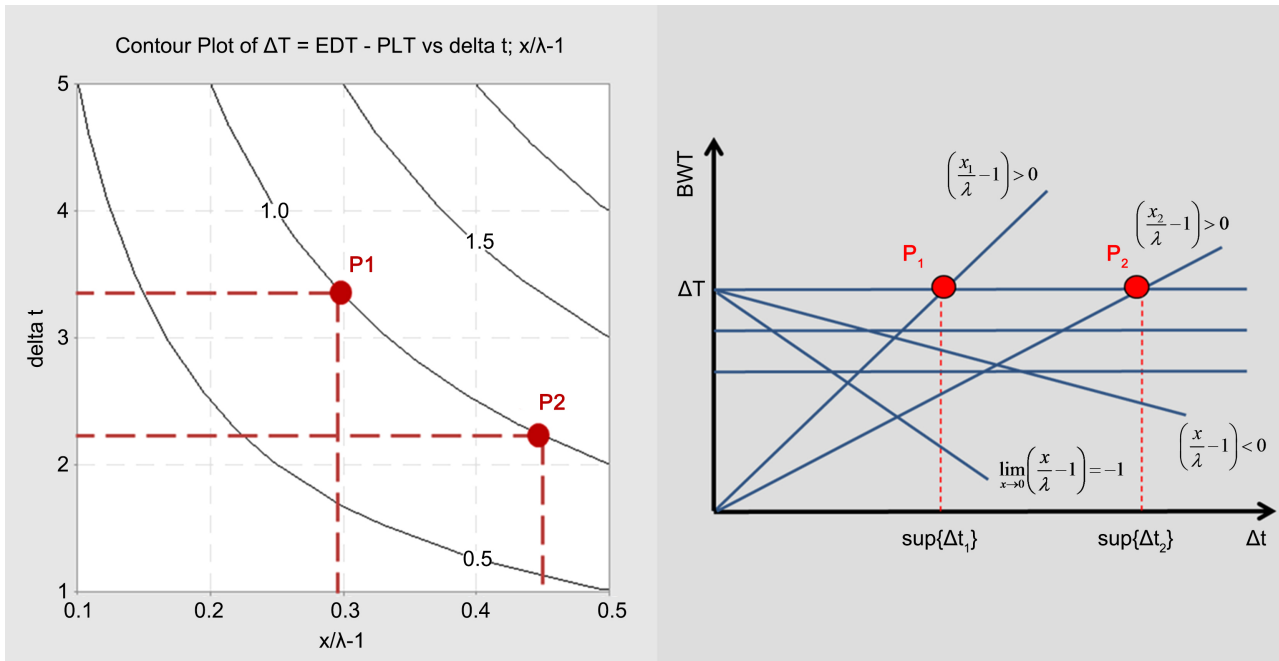 Contour Plot of ΔT = EDT - PLT vs delta t; x/λ-1
5
4
3
2
1
delta t
1.0
1.5
0.5
P1
P2
0.1
0.2
0.3
0.4
0.5
x/λ-1
BWT
ΔT
(x₁/λ −1) > 0
(x₂/λ −1) > 0
P₁
P₂
(x/λ −1) < 0
lim x→0 (x/λ −1) = −1
sup{Δt₁}
sup{Δt₂}
Δt